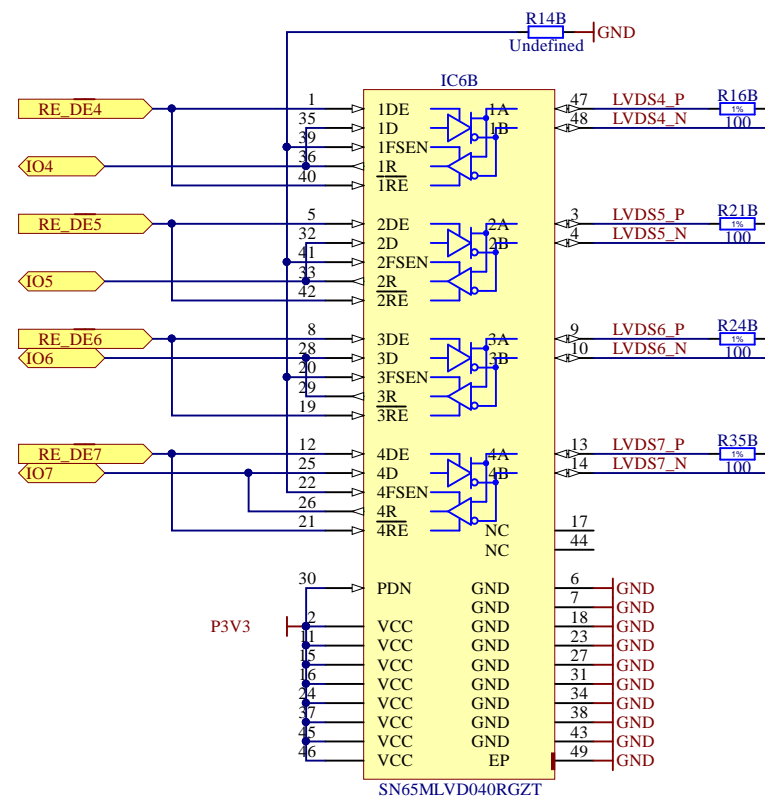 R14B
GND
Undefined
IC6B
RE_DE4 1 1DE 1A 47 LVDS4_P R16B
35 1D 1B 48 LVDS4_N 1%
100
39 1FSEN
IO4 36 1R
40 1RE
RE_DE5 5 2DE 2A 3 LVDS5_P R21B
32 2D 2B 4 LVDS5_N 1%
100
41 2FSEN
IO5 33 2R
42 2RE
RE_DE6 8 3DE 3A 9 LVDS6_P R24B
IO6 28 3D 3B 10 LVDS6_N 1%
100
20 3FSEN
29 3R
19 3RE
RE_DE7 12 4DE 4A 13 LVDS7_P R35B
IO7 25 4D 4B 14 LVDS7_N 1%
100
22 4FSEN
26 4R
21 4RE
NC 17
NC 44
30 PDN GND 6 GND
GND 7 GND
P3V3 2 VCC GND 18 GND
11 VCC GND 23 GND
15 VCC GND 27 GND
16 VCC GND 31 GND
24 VCC GND 34 GND
37 VCC GND 38 GND
45 VCC GND 43 GND
46 VCC EP 49 GND
SN65MLVD040RGZT